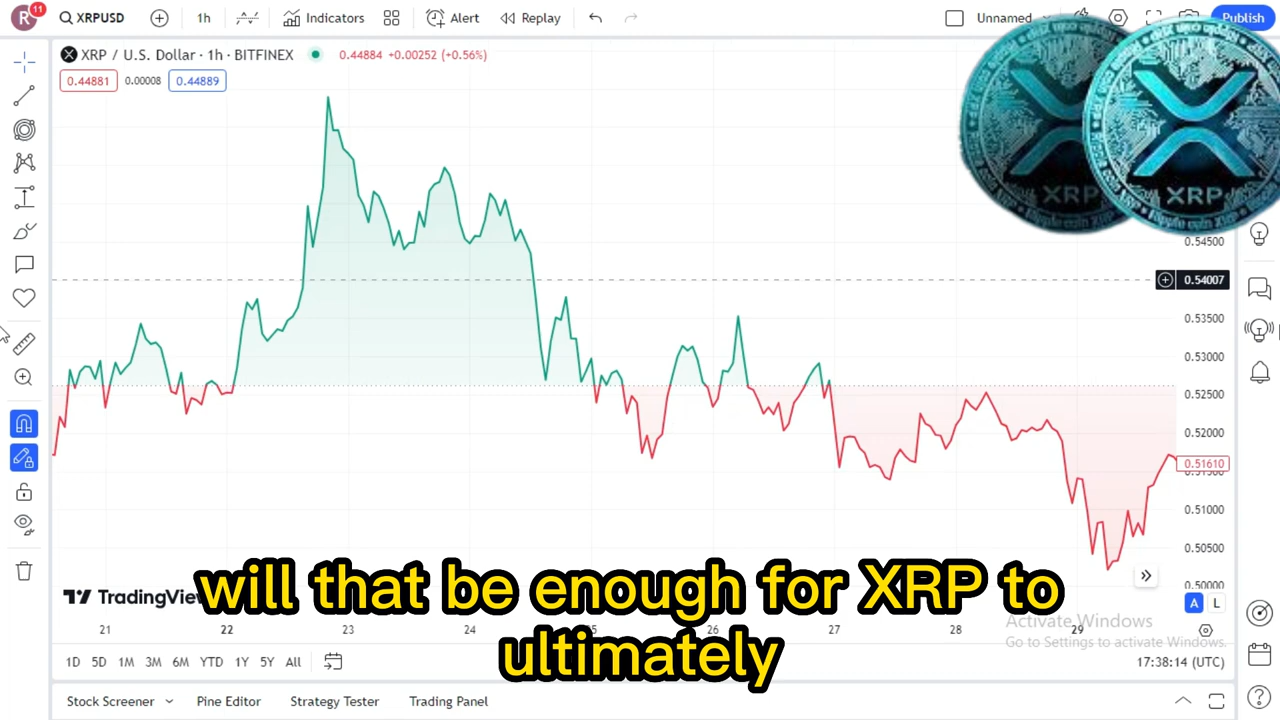 R 11 XRPUSD 1h Indicators Alert Replay Unnamed Publish
XRP / U.S. Dollar · 1h · BITFINEX 0.44884 +0.00252 (+0.56%)
0.44881 0.00008 0.44889
XRP XRP
0.54500
0.54007
0.53500
0.53000
0.52500
0.52000
0.51610
0.51500
0.51000
0.50500
0.50000
TradingView
will that be enough for XRP to
ultimately
A L
21 22 23 24 25 26 27 28 29
Activate Windows
Go to Settings to activate Windows.
1D 5D 1M 3M 6M YTD 1Y 5Y All 17:38:14 (UTC)
Stock Screener Pine Editor Strategy Tester Trading Panel